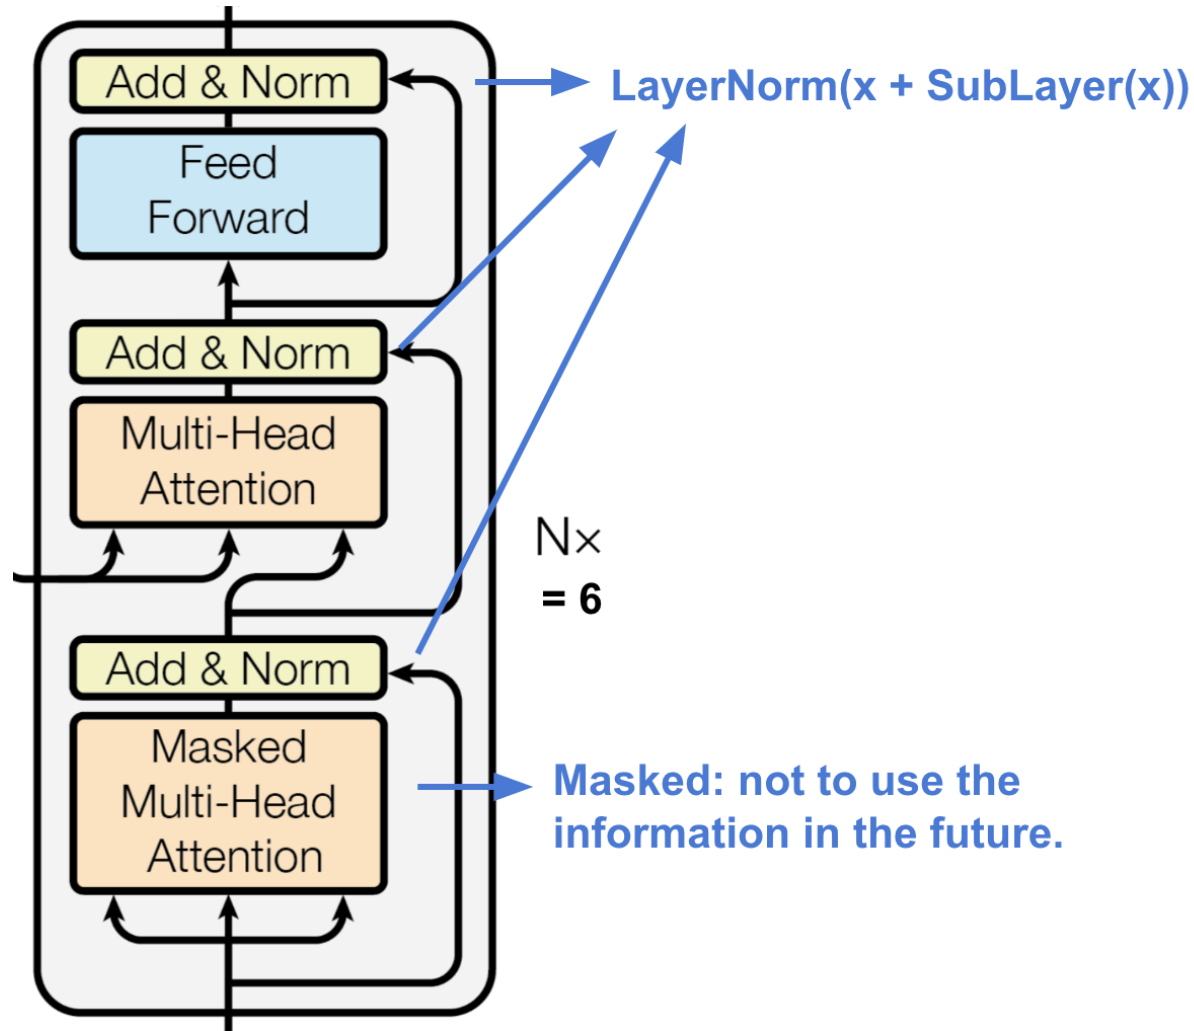 Add & Norm
LayerNorm(x + SubLayer(x))
Feed
Forward
Add & Norm
Multi-Head
Attention
N×
= 6
Add & Norm
Masked
Multi-Head
Attention
Masked: not to use the
information in the future.